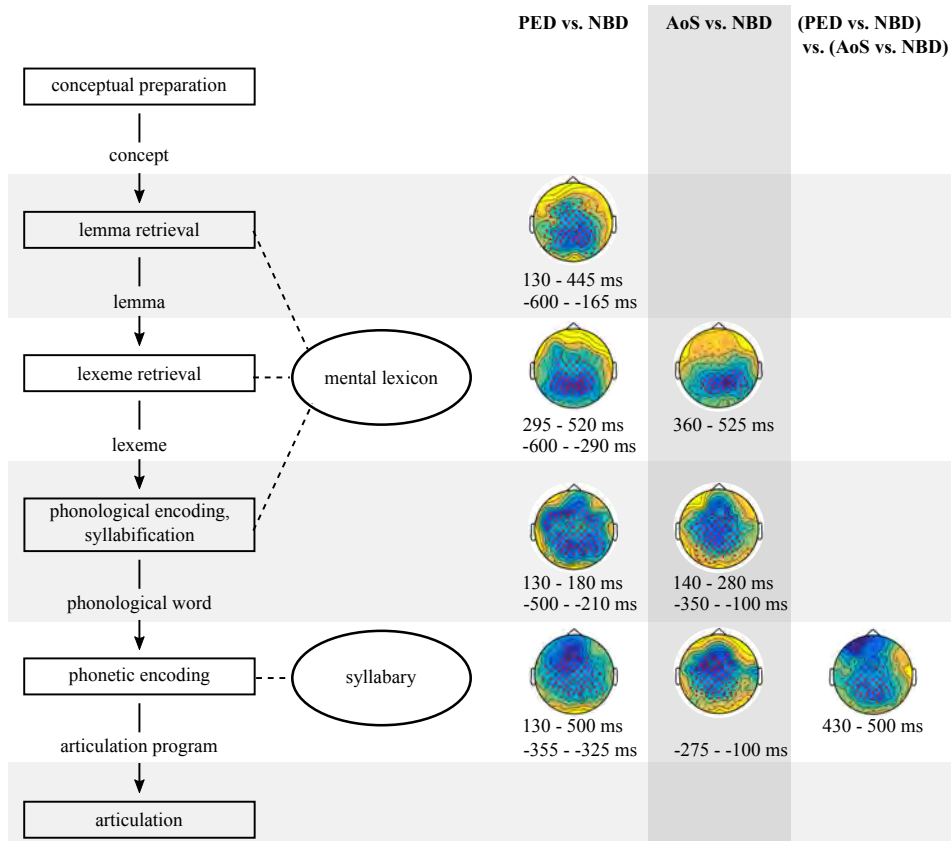 PED vs. NBD
AoS vs. NBD
(PED vs. NBD)
vs. (AoS vs. NBD)
conceptual preparation
concept
lemma retrieval
130 - 445 ms
-600 - -165 ms
lemma
lexeme retrieval
mental lexicon
295 - 520 ms
-600 - -290 ms
360 - 525 ms
lexeme
phonological encoding,
syllabification
130 - 180 ms
-500 - -210 ms
140 - 280 ms
-350 - -100 ms
phonological word
phonetic encoding
syllabary
130 - 500 ms
-355 - -325 ms
-275 - -100 ms
430 - 500 ms
articulation program
articulation